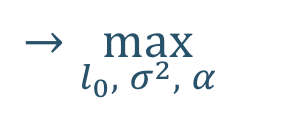 → max
l₀, σ², α